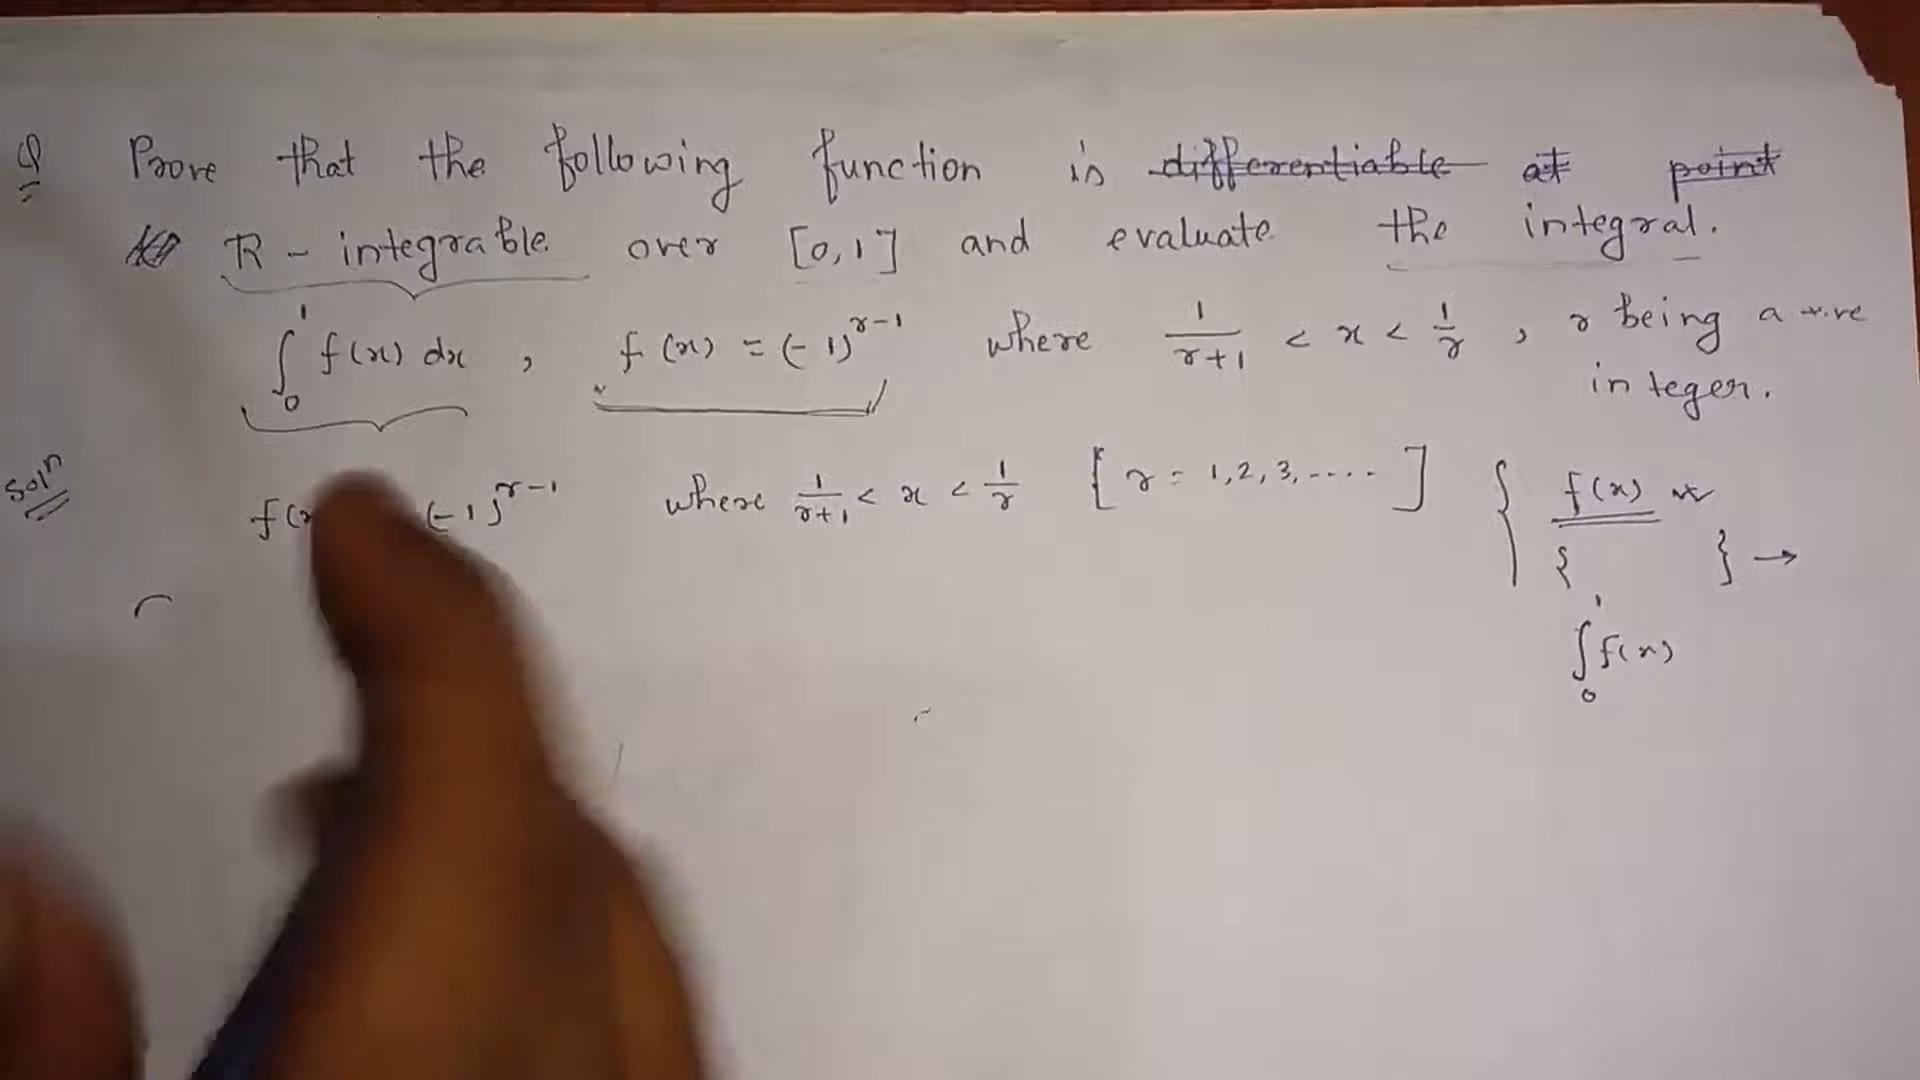 Q Prove that the following function is differentiable at point
R - integrable over [0,1] and evaluate the integral.
∫₀¹ f(x) dx , f(x) = (-1)^{r-1} where 1/(r+1) < x < 1/r , r being a +ive
integer.
Solⁿ f(x (-1)^{r-1} where 1/(r+1) < x < 1/r [ r = 1,2,3,.... ] { f(x)
{ } →
∫₀¹ f(x)